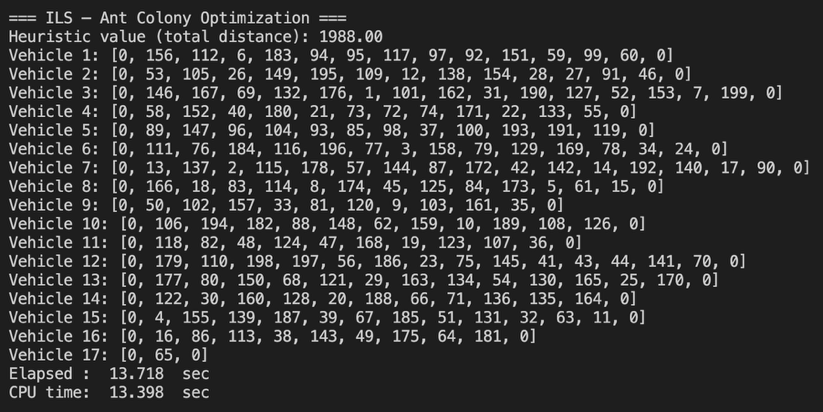 === ILS – Ant Colony Optimization ===
Heuristic value (total distance): 1988.00
Vehicle 1: [0, 156, 112, 6, 183, 94, 95, 117, 97, 92, 151, 59, 99, 60, 0]
Vehicle 2: [0, 53, 105, 26, 149, 195, 109, 12, 138, 154, 28, 27, 91, 46, 0]
Vehicle 3: [0, 146, 167, 69, 132, 176, 1, 101, 162, 31, 190, 127, 52, 153, 7, 199, 0]
Vehicle 4: [0, 58, 152, 40, 180, 21, 73, 72, 74, 171, 22, 133, 55, 0]
Vehicle 5: [0, 89, 147, 96, 104, 93, 85, 98, 37, 100, 193, 191, 119, 0]
Vehicle 6: [0, 111, 76, 184, 116, 196, 77, 3, 158, 79, 129, 169, 78, 34, 24, 0]
Vehicle 7: [0, 13, 137, 2, 115, 178, 57, 144, 87, 172, 42, 142, 14, 192, 140, 17, 90, 0]
Vehicle 8: [0, 166, 18, 83, 114, 8, 174, 45, 125, 84, 173, 5, 61, 15, 0]
Vehicle 9: [0, 50, 102, 157, 33, 81, 120, 9, 103, 161, 35, 0]
Vehicle 10: [0, 106, 194, 182, 88, 148, 62, 159, 10, 189, 108, 126, 0]
Vehicle 11: [0, 118, 82, 48, 124, 47, 168, 19, 123, 107, 36, 0]
Vehicle 12: [0, 179, 110, 198, 197, 56, 186, 23, 75, 145, 41, 43, 44, 141, 70, 0]
Vehicle 13: [0, 177, 80, 150, 68, 121, 29, 163, 134, 54, 130, 165, 25, 170, 0]
Vehicle 14: [0, 122, 30, 160, 128, 20, 188, 66, 71, 136, 135, 164, 0]
Vehicle 15: [0, 4, 155, 139, 187, 39, 67, 185, 51, 131, 32, 63, 11, 0]
Vehicle 16: [0, 16, 86, 113, 38, 143, 49, 175, 64, 181, 0]
Vehicle 17: [0, 65, 0]
Elapsed :  13.718  sec
CPU time:  13.398  sec